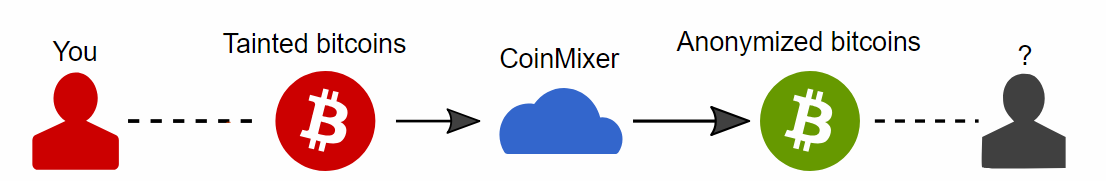 You
Tainted bitcoins
CoinMixer
Anonymized bitcoins
?